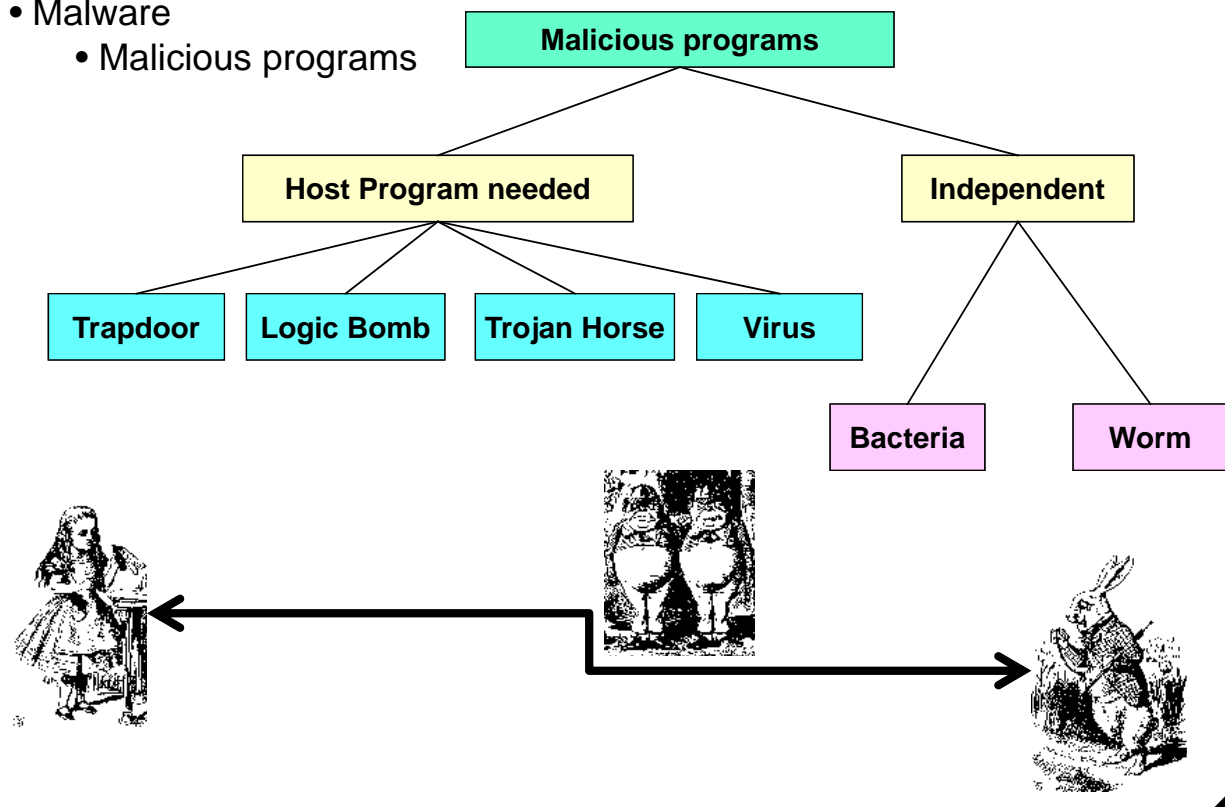 • Malware
• Malicious programs
Malicious programs
Host Program needed
Independent
Trapdoor
Logic Bomb
Trojan Horse
Virus
Bacteria
Worm